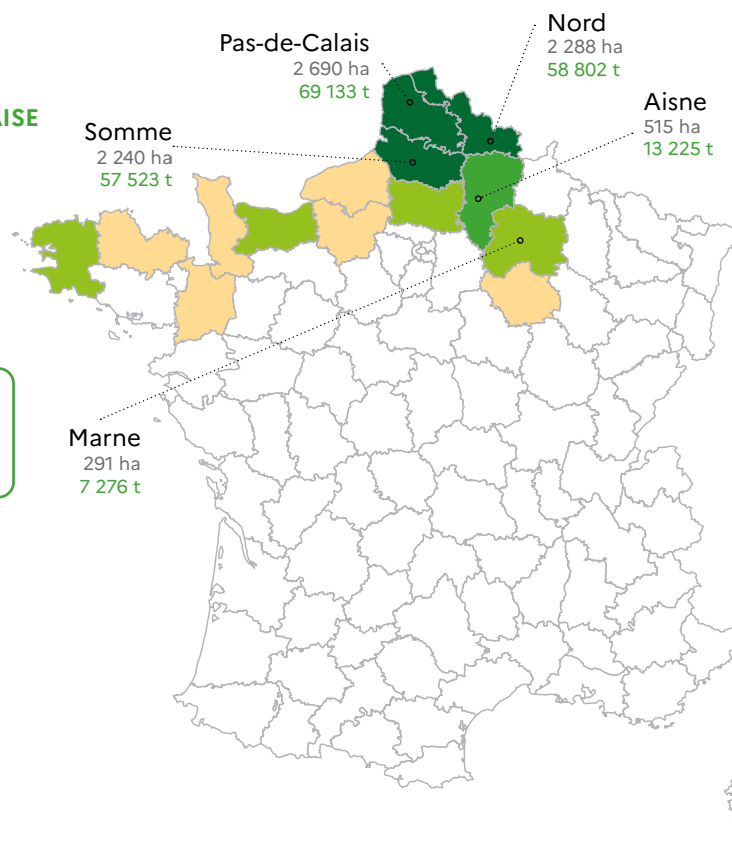 Nord
2 288 ha
58 802 t
Pas-de-Calais
2 690 ha
69 133 t
Aisne
515 ha
13 225 t
AISE
Somme
2 240 ha
57 523 t
Marne
291 ha
7 276 t